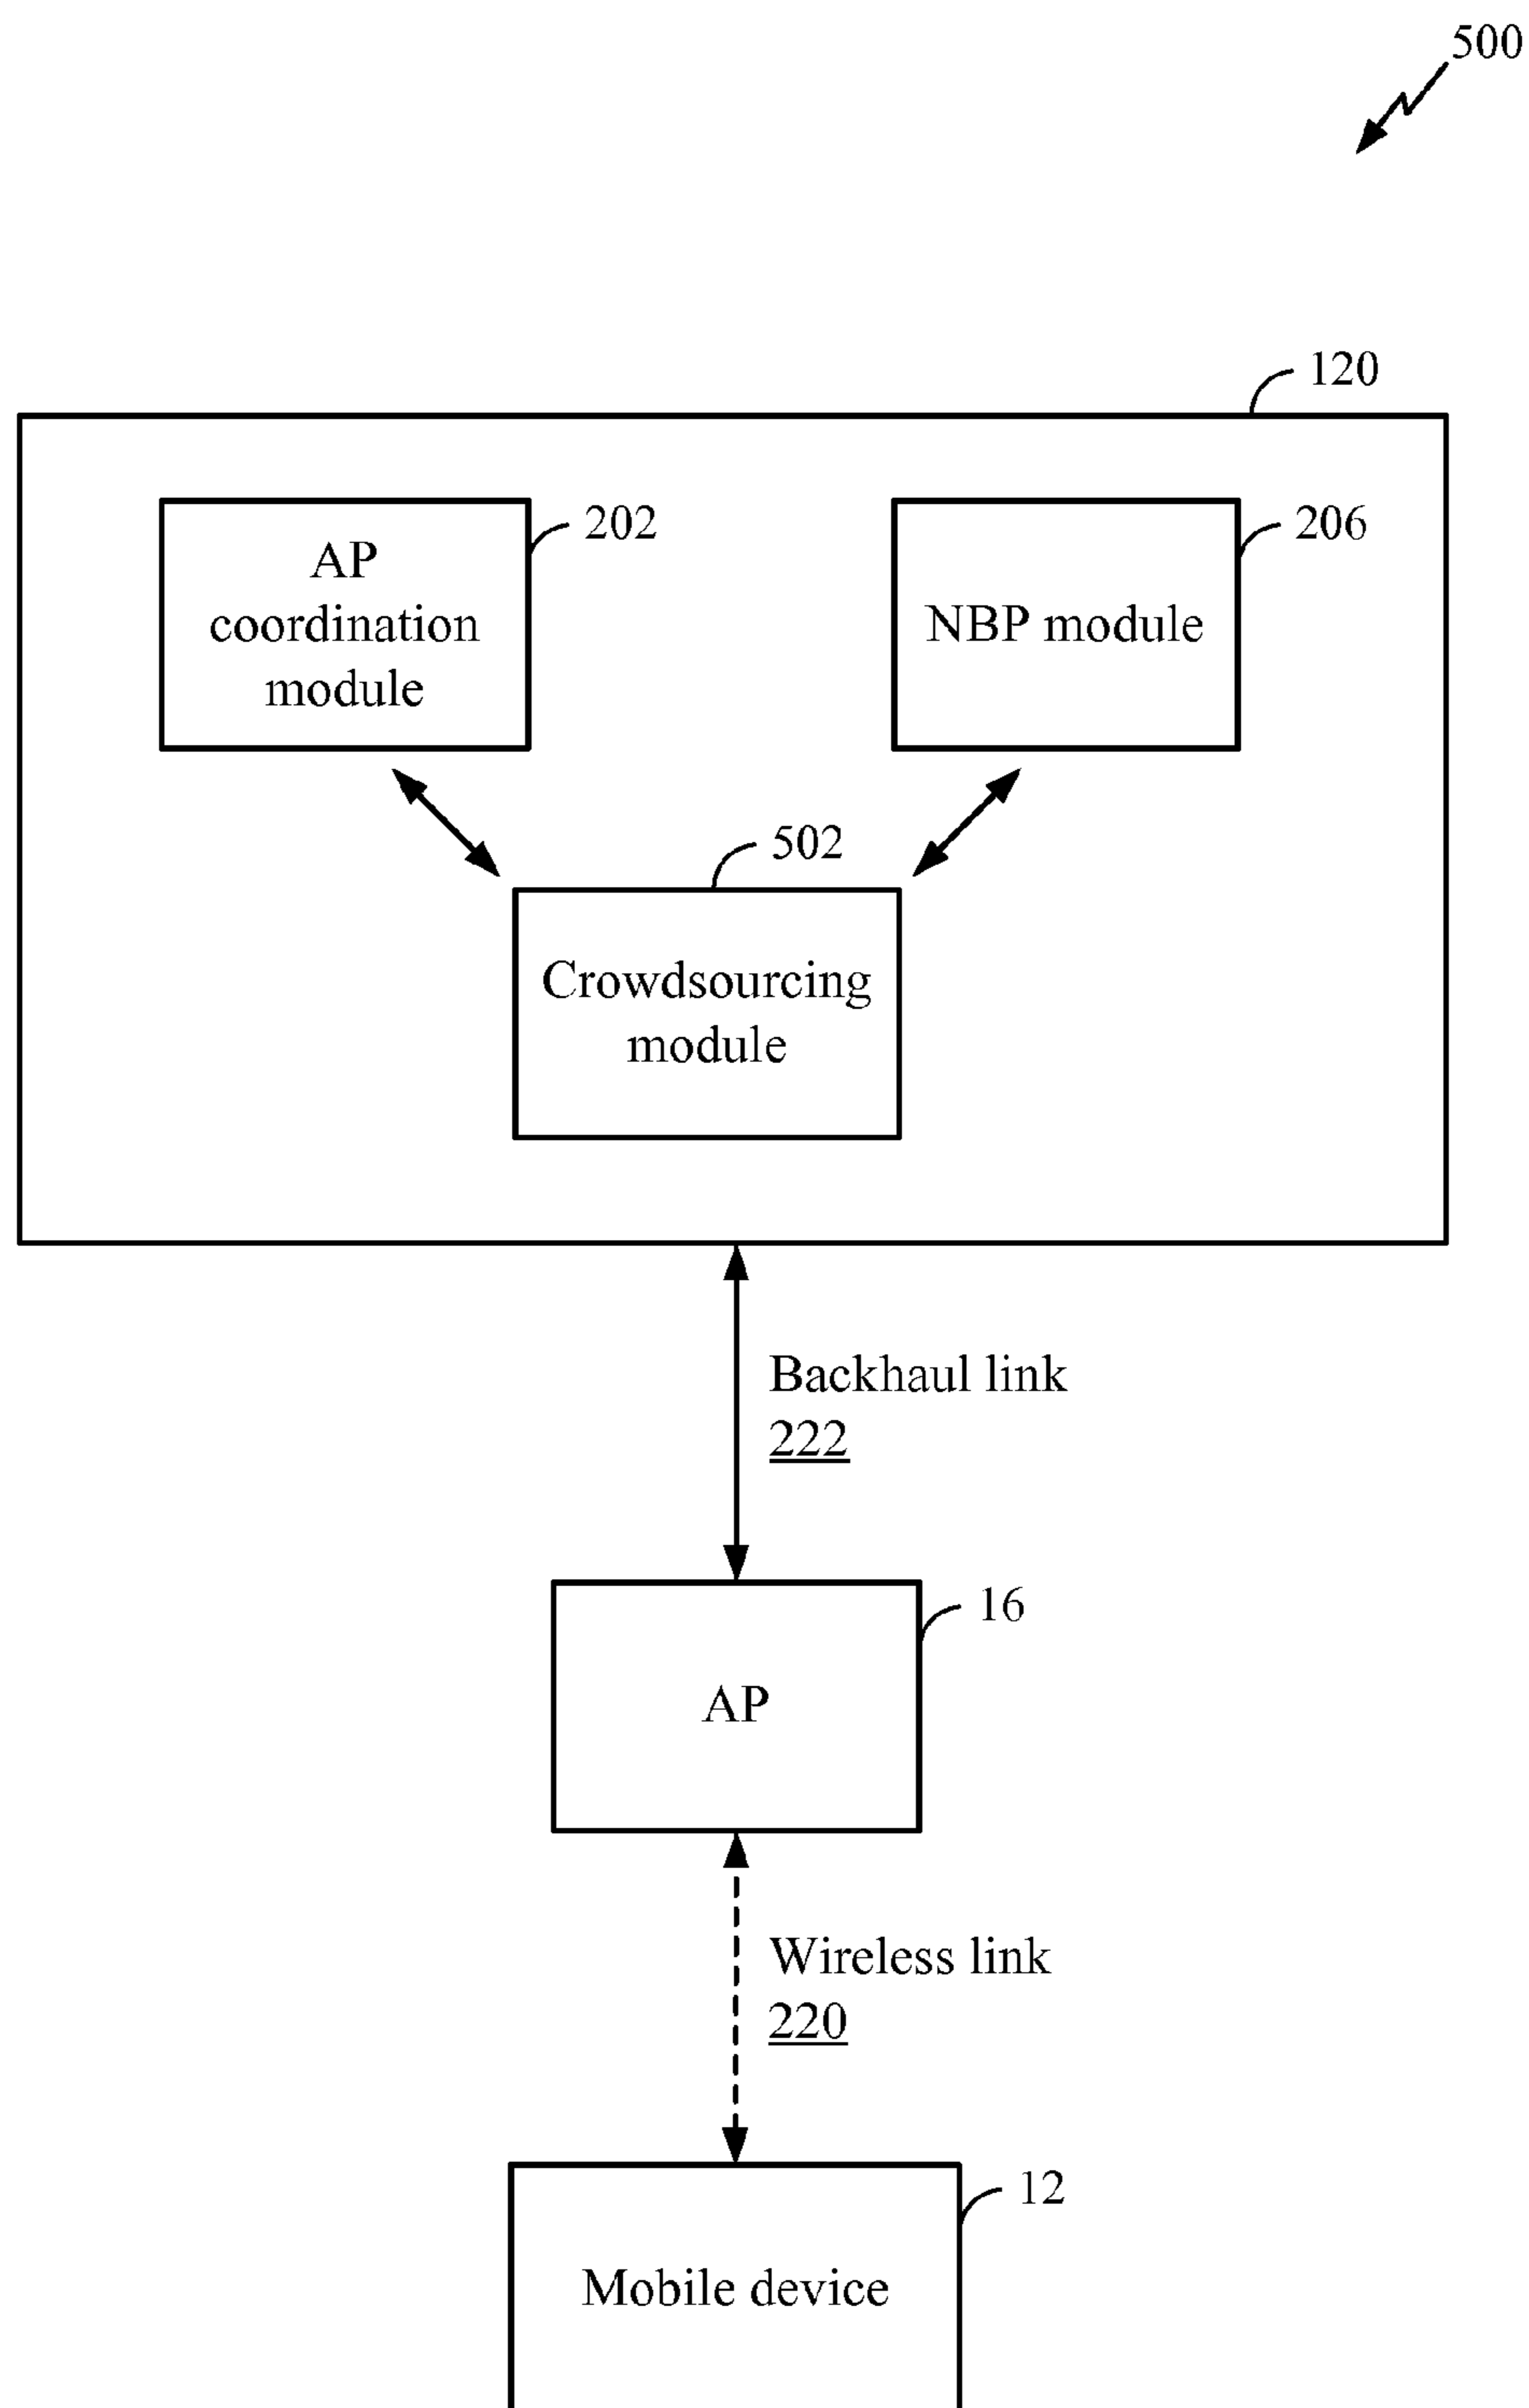 500
120
202
206
AP
coordination
module
NBP module
502
Crowdsourcing
module
Backhaul link
222
16
AP
Wireless link
220
12
Mobile device